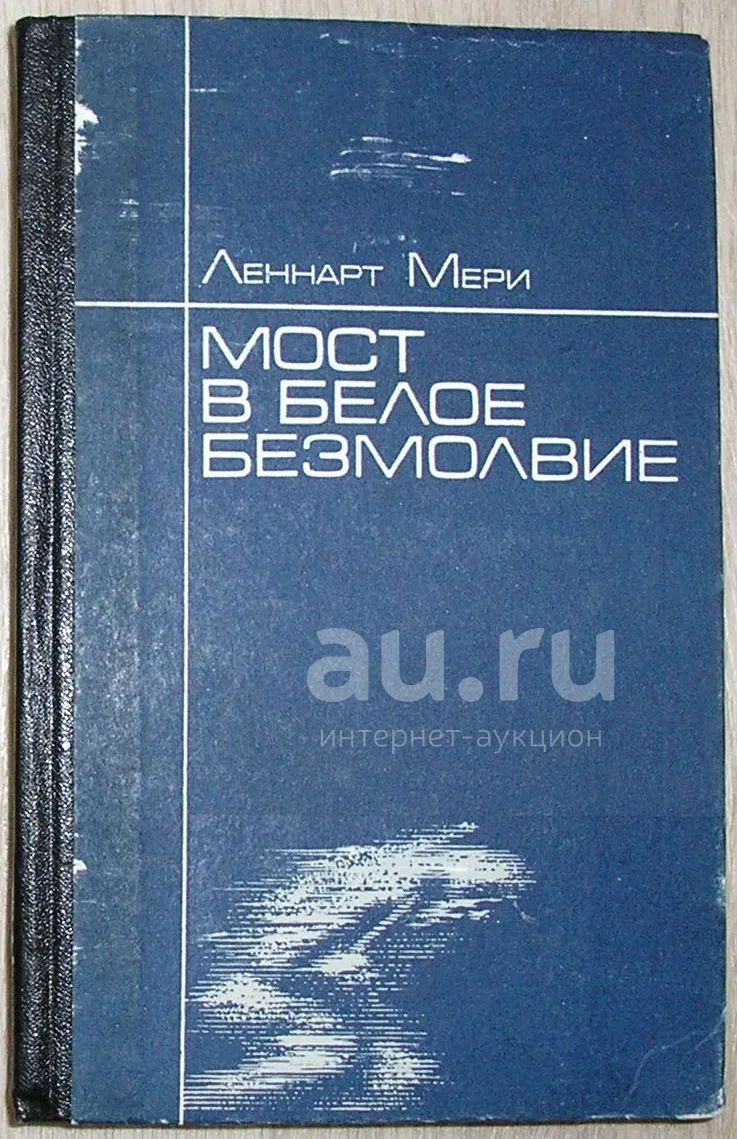 Леннарт Мери
МОСТ
В БЕЛОЕ
БЕЗМОЛВИЕ
au.ru
интернет-аукцион